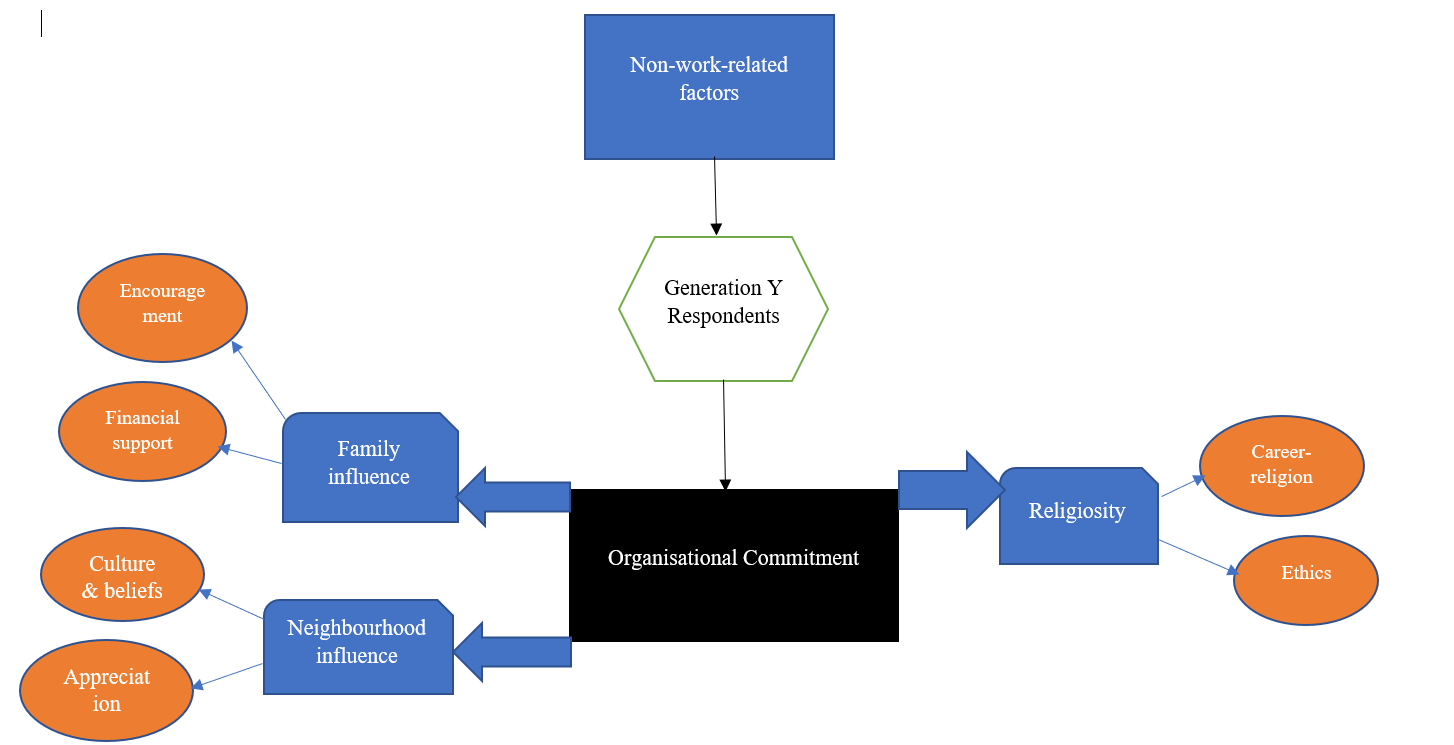 Non-work-related
factors
Generation Y
Respondents
Encourage
ment
Financial
support
Family
influence
Culture
& beliefs
Neighbourhood
influence
Appreciat
ion
Organisational Commitment
Religiosity
Career-
religion
Ethics